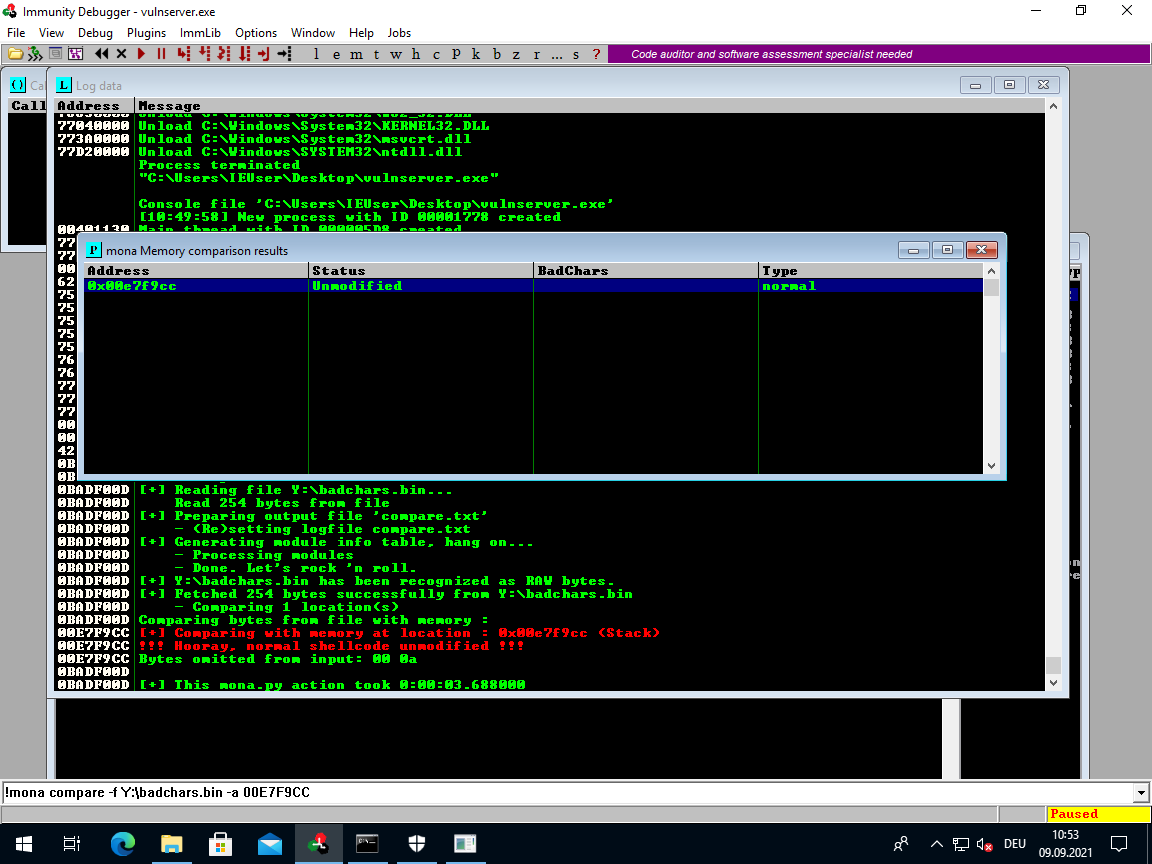 Immunity Debugger - vulnserver.exe
File View Debug Plugins ImmLib Options Window Help Jobs
l e m t w h c P k b z r ... s ?
Code auditor and software assessment specialist needed
Log data
Call
Address Message
77040000 Unload C:\Windows\System32\KERNEL32.DLL
773A0000 Unload C:\Windows\System32\msvcrt.dll
77D20000 Unload C:\Windows\SYSTEM32\ntdll.dll
Process terminated
"C:\Users\IEUser\Desktop\vulnserver.exe"
Console file 'C:\Users\IEUser\Desktop\vulnserver.exe'
[10:49:58] New process with ID 00001778 created
00401130 Main thread with ID 000005D8 created
77
77
00
62
75
75
75
75
75
76
76
77
77
77
00
00
42
0B
0B
mona Memory comparison results
Address Status BadChars Type
0x00e7f9cc Unmodified normal
0BADF00D [+] Reading file Y:\badchars.bin...
0BADF00D Read 254 bytes from file
0BADF00D [+] Preparing output file 'compare.txt'
0BADF00D - (Re)setting logfile compare.txt
0BADF00D [+] Generating module info table, hang on...
0BADF00D - Processing modules
0BADF00D - Done. Let's rock 'n roll.
0BADF00D [+] Y:\badchars.bin has been recognized as RAW bytes.
0BADF00D [+] Fetched 254 bytes successfully from Y:\badchars.bin
0BADF00D - Comparing 1 location(s)
0BADF00D Comparing bytes from file with memory :
00E7F9CC [+] Comparing with memory at location : 0x00e7f9cc (Stack)
00E7F9CC !!! Hooray, normal shellcode unmodified !!!
00E7F9CC Bytes omitted from input: 00 0a
0BADF00D
0BADF00D [+] This mona.py action took 0:00:03.688000
!mona compare -f Y:\badchars.bin -a 00E7F9CC
Paused
DEU
10:53
09.09.2021